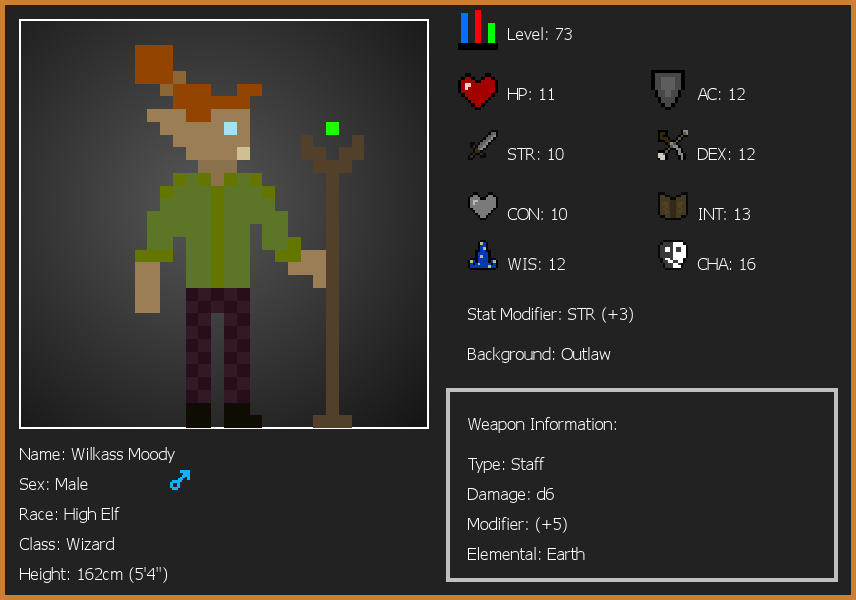 Level: 73
HP: 11
AC: 12
STR: 10
DEX: 12
CON: 10
INT: 13
WIS: 12
CHA: 16
Stat Modifier: STR (+3)
Background: Outlaw
Weapon Information:
Type: Staff
Damage: d6
Modifier: (+5)
Elemental: Earth
Name: Wilkass Moody
Sex: Male
Race: High Elf
Class: Wizard
Height: 162cm (5'4")